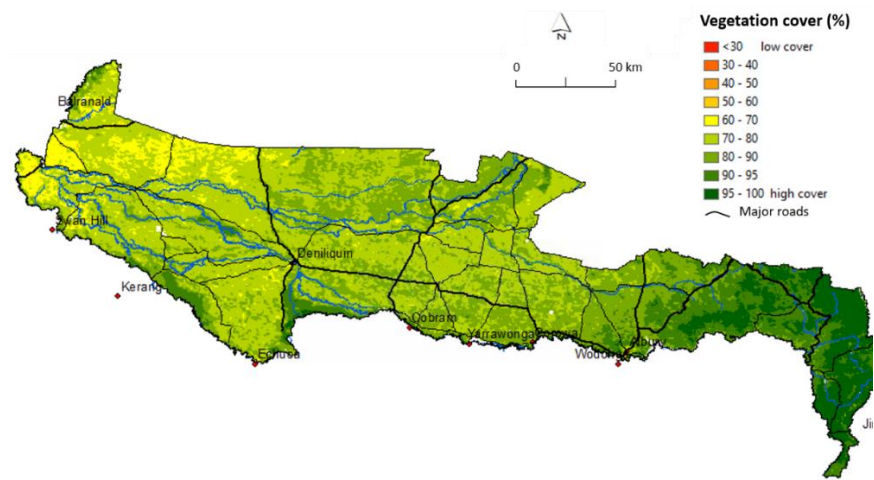 Vegetation cover (%)
<30 low cover
30 - 40
40 - 50
50 - 60
60 - 70
70 - 80
80 - 90
90 - 95
95 - 100 high cover
Major roads
N
0 50 km
Balranald
Swan Hill
Deniliquin
Kerang
Cobram
Yarrawonga
Albury
Echuca
Jin